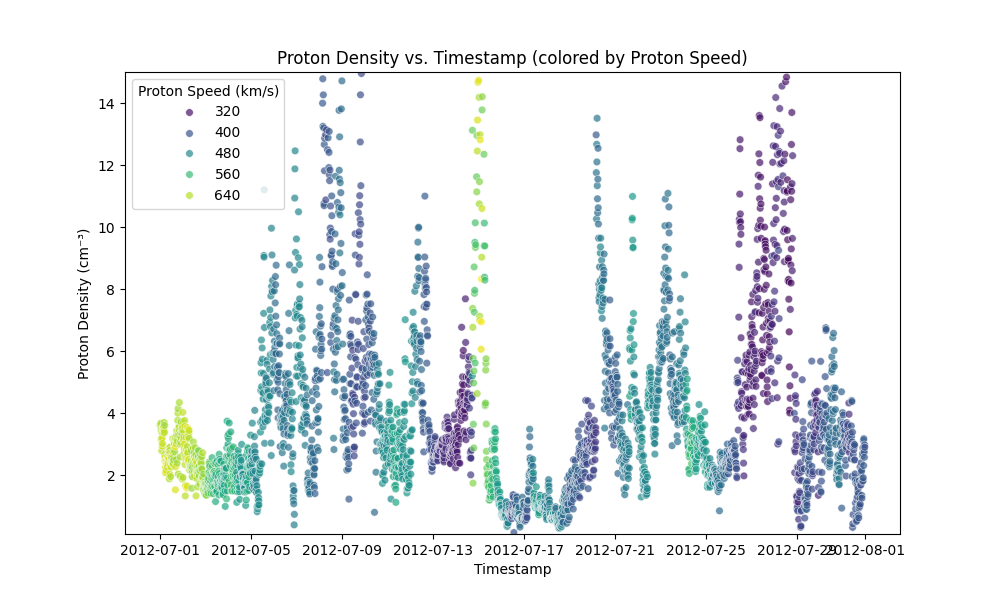 Proton Density vs. Timestamp (colored by Proton Speed)
Proton Density (cm⁻³)
14
12
10
8
6
4
2
Proton Speed (km/s)
320
400
480
560
640
2012-07-01 2012-07-05 2012-07-09 2012-07-13 2012-07-17 2012-07-21 2012-07-25 2012-07-29 2012-08-01
Timestamp